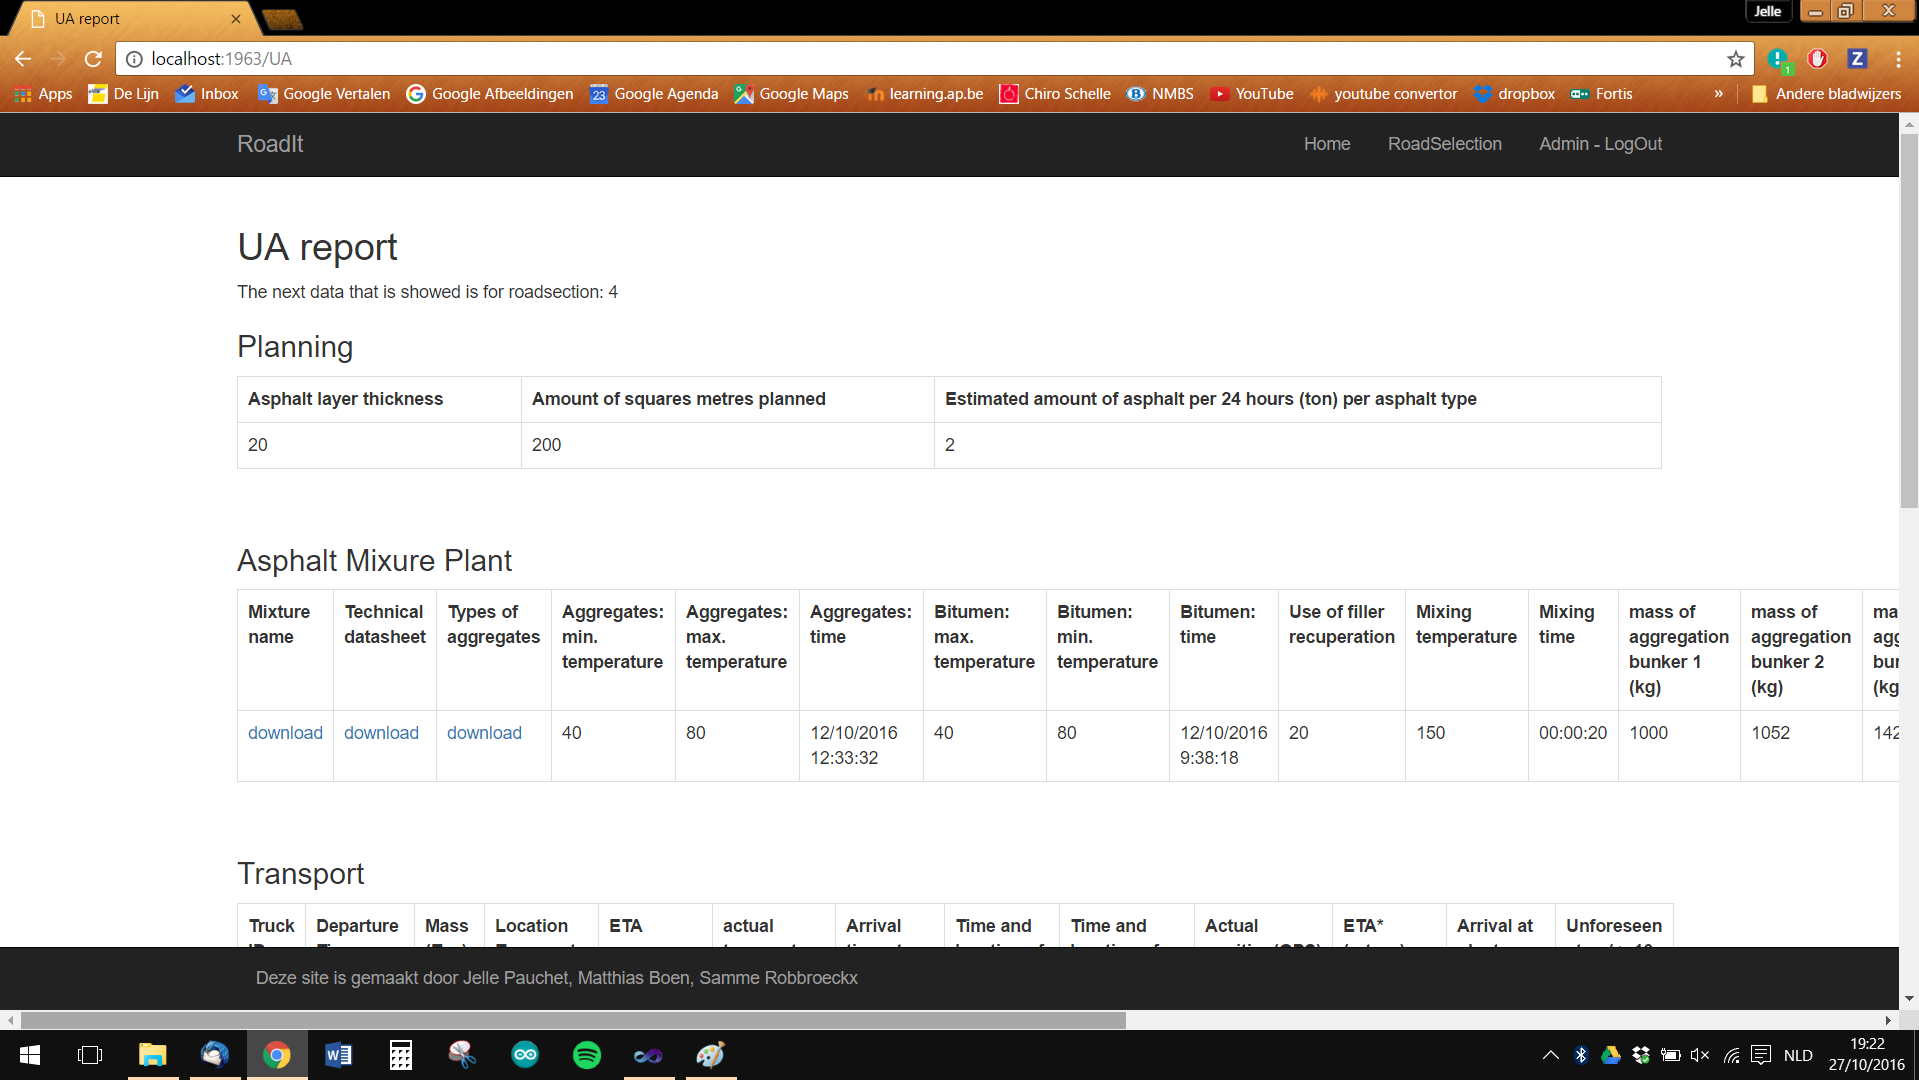 UA report
Jelle
localhost:1963/UA
1
Apps De Lijn Inbox Google Vertalen Google Afbeeldingen 23 Google Agenda Google Maps learning.ap.be Chiro Schelle B NMBS YouTube youtube convertor dropbox Fortis » Andere bladwijzers
Z
RoadIt Home RoadSelection Admin - LogOut
UA report
The next data that is showed is for roadsection: 4
Planning
Asphalt layer thickness Amount of squares metres planned Estimated amount of asphalt per 24 hours (ton) per asphalt type
20 200 2
Asphalt Mixure Plant
Mixture Technical Types of Aggregates: Aggregates: Aggregates: Bitumen: Bitumen: Bitumen: Use of filler Mixing Mixing mass of mass of ma
name datasheet aggregates min. max. time max. min. time recuperation temperature time aggregation aggregation agg
temperature temperature temperature temperature bunker 1 bunker 2 bur
(kg) (kg) (kg
download download download 40 80 12/10/2016 40 80 12/10/2016 20 150 00:00:20 1000 1052 142
12:33:32 9:38:18
Transport
Truck Departure Mass Location ETA actual Arrival Time and Time and Actual ETA* Arrival at Unforeseen
Deze site is gemaakt door Jelle Pauchet, Matthias Boen, Samme Robbroeckx
NLD
19:22
27/10/2016